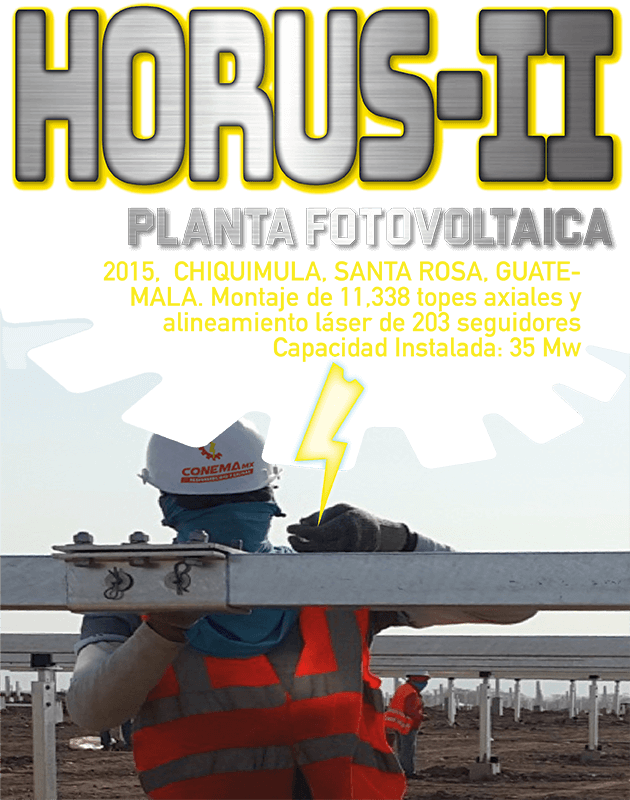 HORUS-II
PLANTA FOTOVOLTAICA
2015, CHIQUIMULA, SANTA ROSA, GUATE-
MALA. Montaje de 11,338 topes axiales y
alineamiento láser de 203 seguidores
Capacidad Instalada: 35 Mw
CONEMA MX